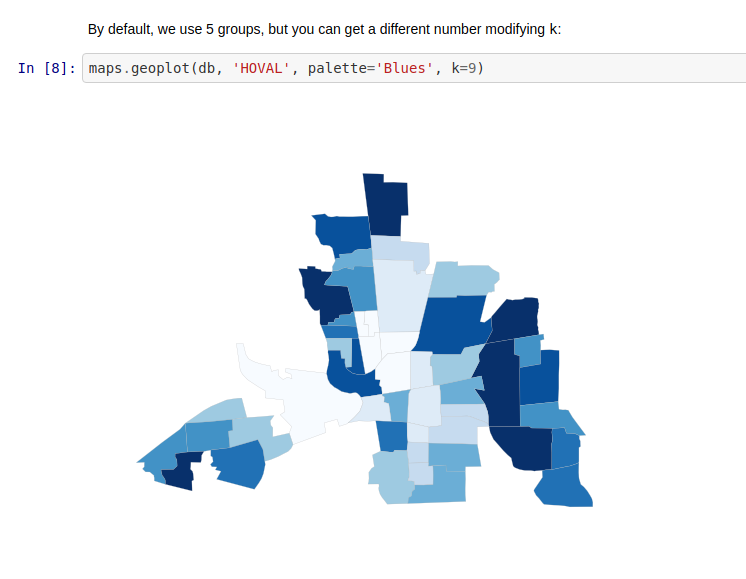 By default, we use 5 groups, but you can get a different number modifying k:
In [8]: maps.geoplot(db, 'HOVAL', palette='Blues', k=9)